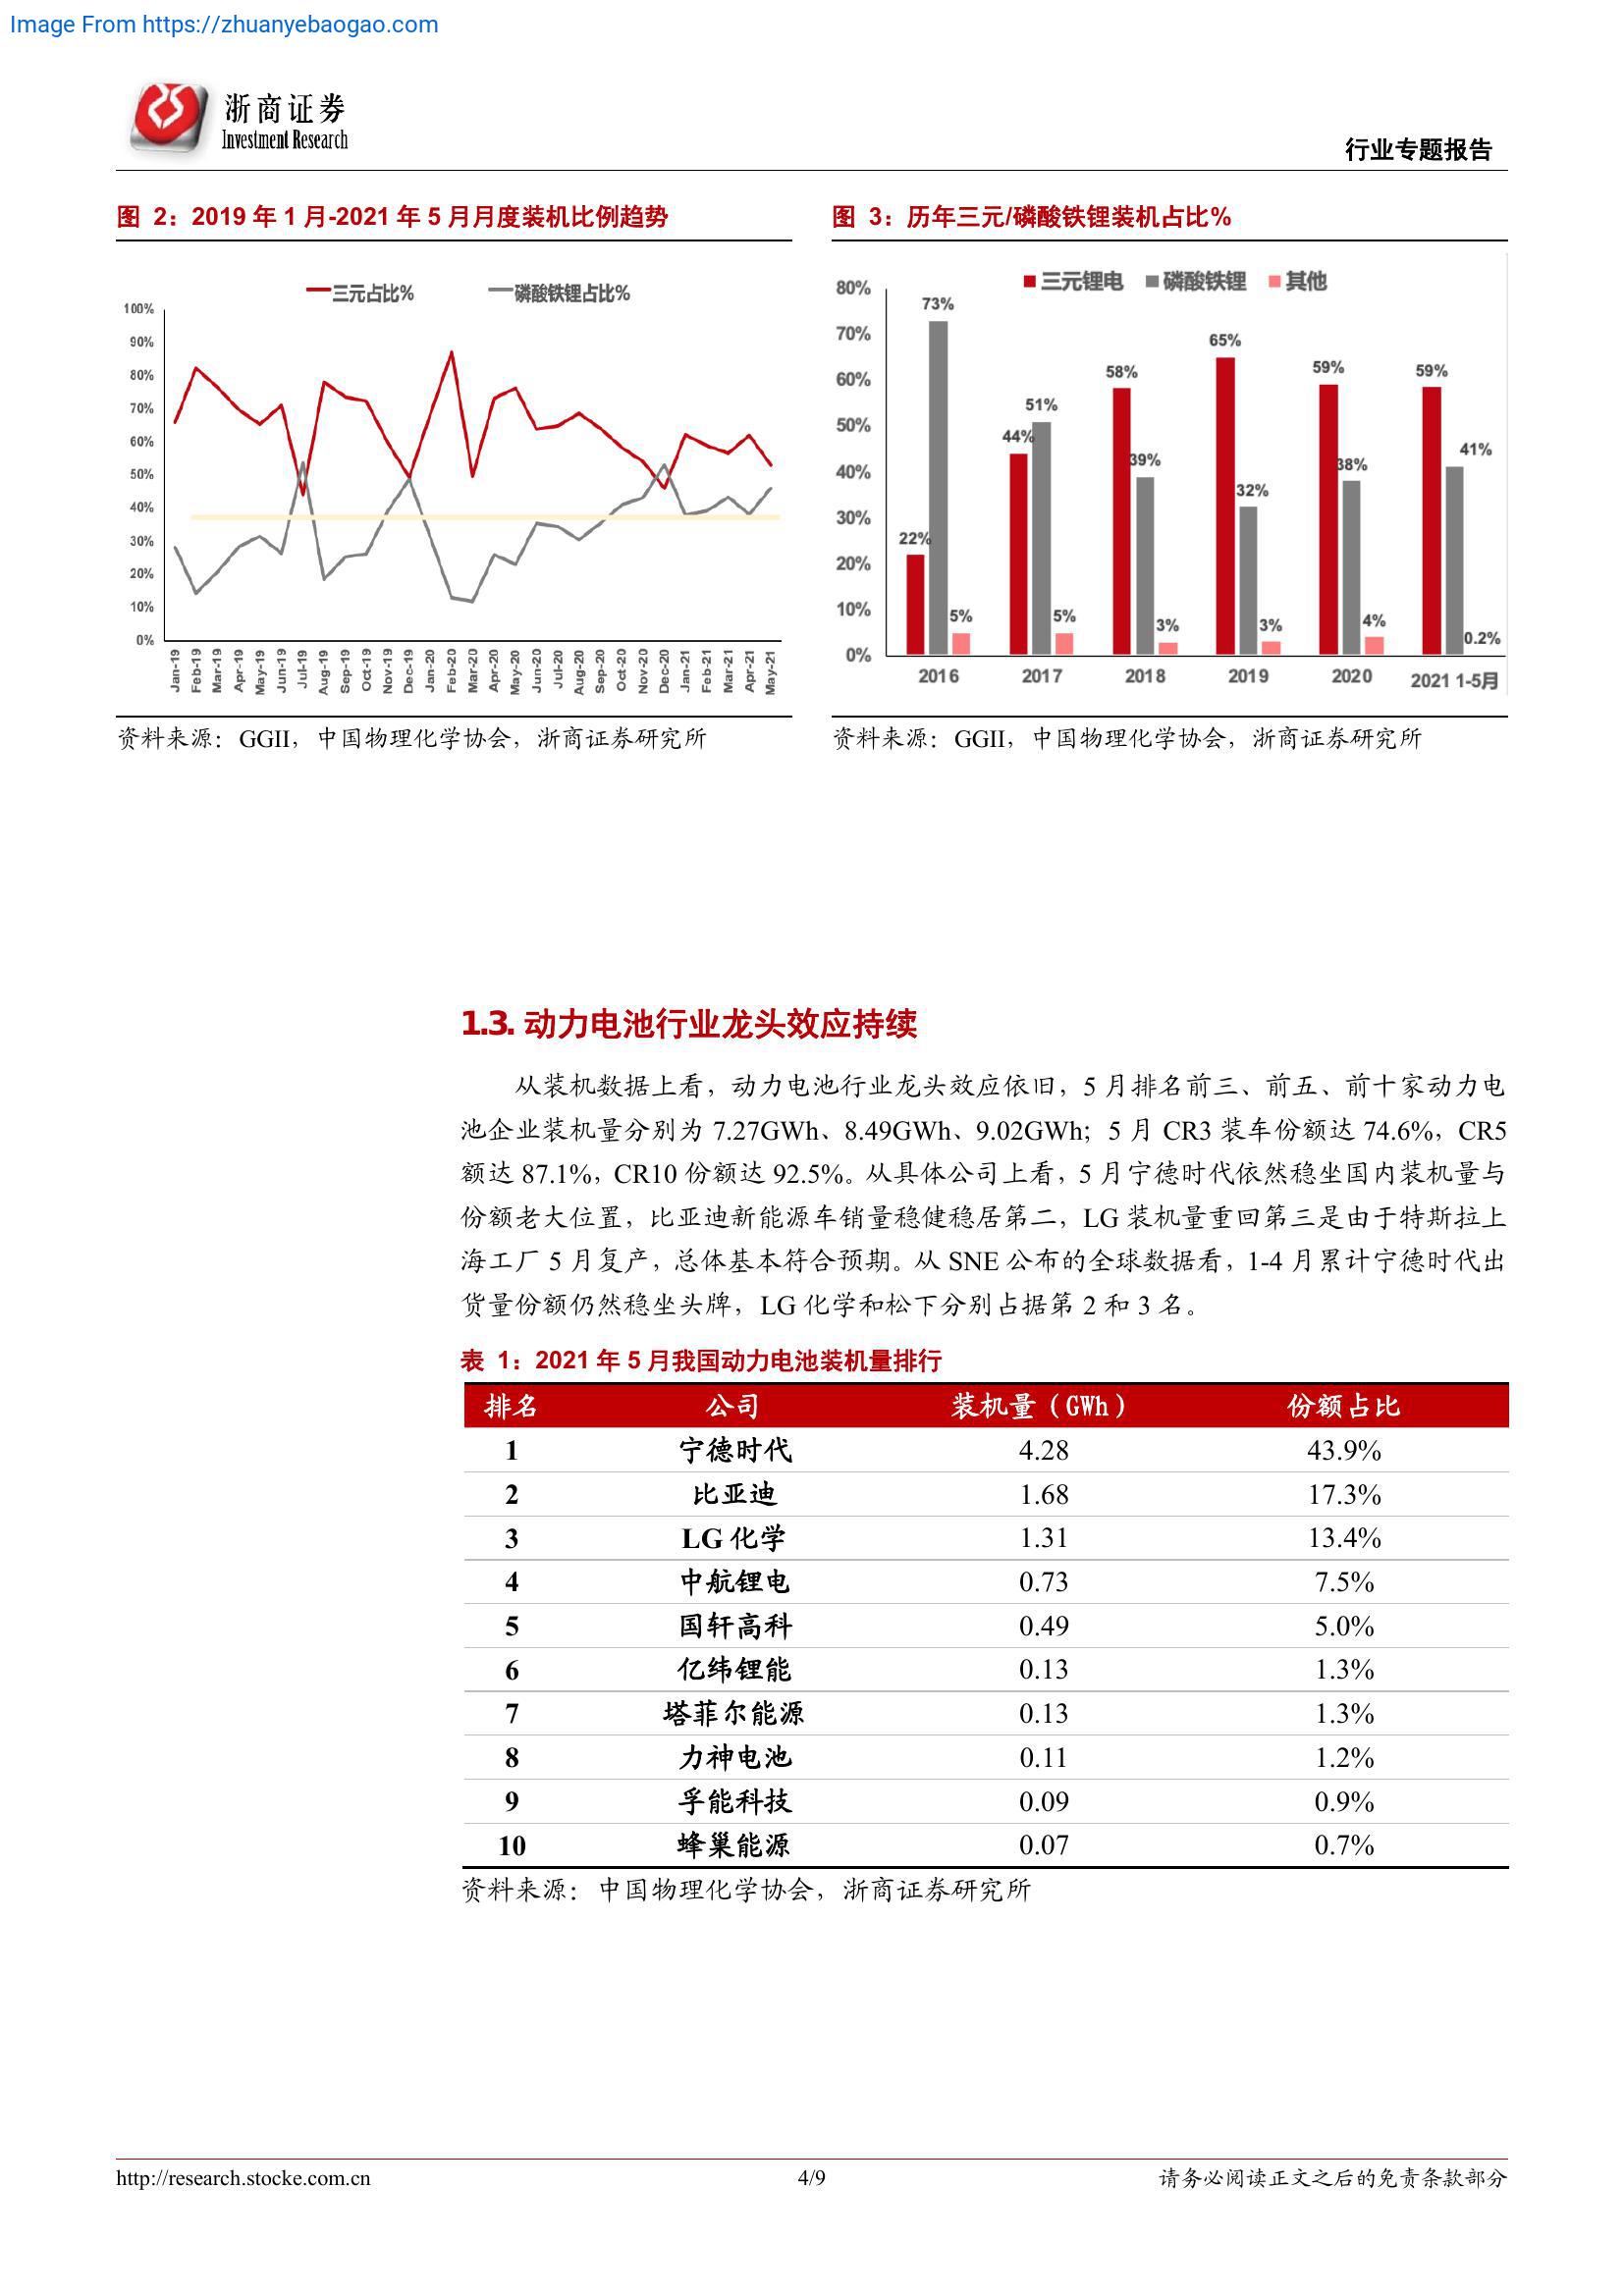 Image From https://zhuanyebaogao.com
浙商证券
Investment Research
行业专题报告
图 2：2019 年 1 月-2021 年 5 月月度装机比例趋势
三元占比% 磷酸铁锂占比%
100%
90%
80%
70%
60%
50%
40%
30%
20%
10%
0%
Jan-19 Feb-19 Mar-19 Apr-19 May-19 Jun-19 Jul-19 Aug-19 Sep-19 Oct-19 Nov-19 Dec-19 Jan-20 Feb-20 Mar-20 Apr-20 May-20 Jun-20 Jul-20 Aug-20 Sep-20 Oct-20 Nov-20 Dec-20 Jan-21 Feb-21 Mar-21 Apr-21 May-21
资料来源：GGII，中国物理化学协会，浙商证券研究所
图 3：历年三元/磷酸铁锂装机占比%
三元锂电 磷酸铁锂 其他
80%
70%
60%
50%
40%
30%
20%
10%
0%
22% 73% 5%
44% 51% 5%
58% 39% 3%
65% 32% 3%
59% 38% 4%
59% 41% 0.2%
2016 2017 2018 2019 2020 2021 1-5月
资料来源：GGII，中国物理化学协会，浙商证券研究所
1.3. 动力电池行业龙头效应持续
从装机数据上看，动力电池行业龙头效应依旧，5 月排名前三、前五、前十家动力电
池企业装机量分别为 7.27GWh、8.49GWh、9.02GWh；5 月 CR3 装车份额达 74.6%，CR5
额达 87.1%，CR10 份额达 92.5%。从具体公司上看，5 月宁德时代依然稳坐国内装机量与
份额老大位置，比亚迪新能源车销量稳健稳居第二，LG 装机量重回第三是由于特斯拉上
海工厂 5 月复产，总体基本符合预期。从 SNE 公布的全球数据看，1-4 月累计宁德时代出
货量份额仍然稳坐头牌，LG 化学和松下分别占据第 2 和 3 名。
表 1：2021 年 5 月我国动力电池装机量排行
排名 公司 装机量（GWh） 份额占比
1 宁德时代 4.28 43.9%
2 比亚迪 1.68 17.3%
3 LG 化学 1.31 13.4%
4 中航锂电 0.73 7.5%
5 国轩高科 0.49 5.0%
6 亿纬锂能 0.13 1.3%
7 塔菲尔能源 0.13 1.3%
8 力神电池 0.11 1.2%
9 孚能科技 0.09 0.9%
10 蜂巢能源 0.07 0.7%
资料来源：中国物理化学协会，浙商证券研究所
http://research.stocke.com.cn 4/9 请务必阅读正文之后的免责条款部分